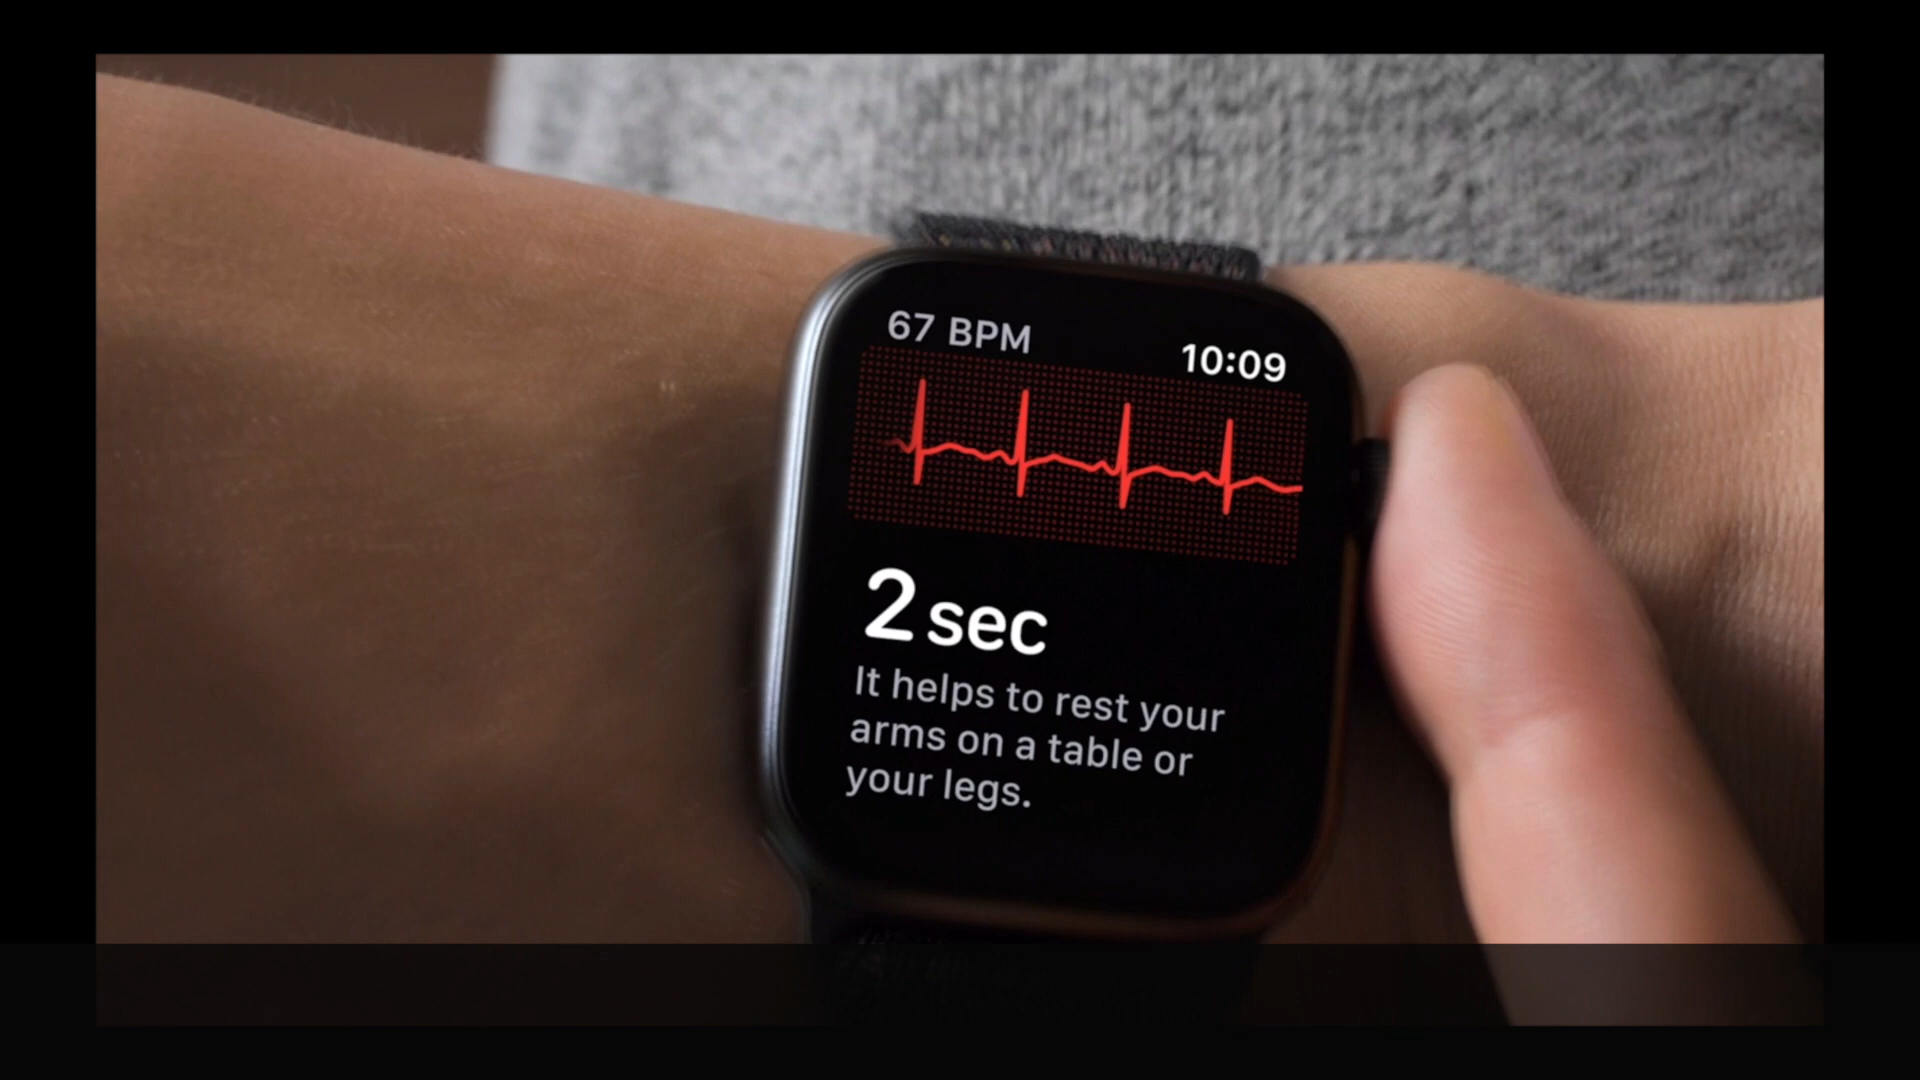 67 BPM
10:09
2 sec
It helps to rest your
arms on a table or
your legs.